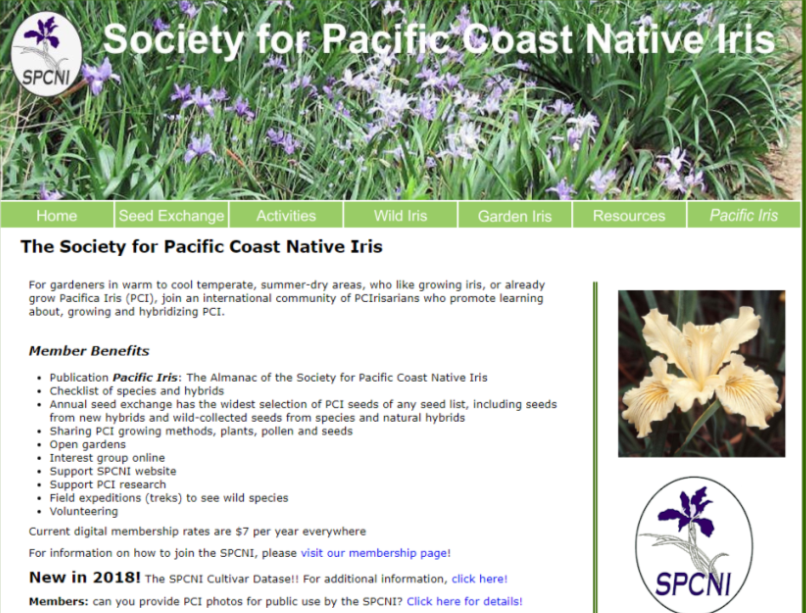 Society for Pacific Coast Native Iris
SPCNI
Home
Seed Exchange
Activities
Wild Iris
Garden Iris
Resources
Pacific Iris
The Society for Pacific Coast Native Iris
For gardeners in warm to cool temperate, summer-dry areas, who like growing iris, or already
grow Pacifica Iris (PCI), join an international community of PCIrisarians who promote learning
about, growing and hybridizing PCI.
Member Benefits
• Publication Pacific Iris: The Almanac of the Society for Pacific Coast Native Iris
• Checklist of species and hybrids
• Annual seed exchange has the widest selection of PCI seeds of any seed list, including seeds
from new hybrids and wild-collected seeds from species and natural hybrids
• Sharing PCI growing methods, plants, pollen and seeds
• Open gardens
• Interest group online
• Support SPCNI website
• Support PCI research
• Field expeditions (treks) to see wild species
• Volunteering
Current digital membership rates are $7 per year everywhere
For information on how to join the SPCNI, please visit our membership page!
New in 2018! The SPCNI Cultivar Datase!! For additional information, click here!
Members: can you provide PCI photos for public use by the SPCNI? Click here for details!
SPCNI